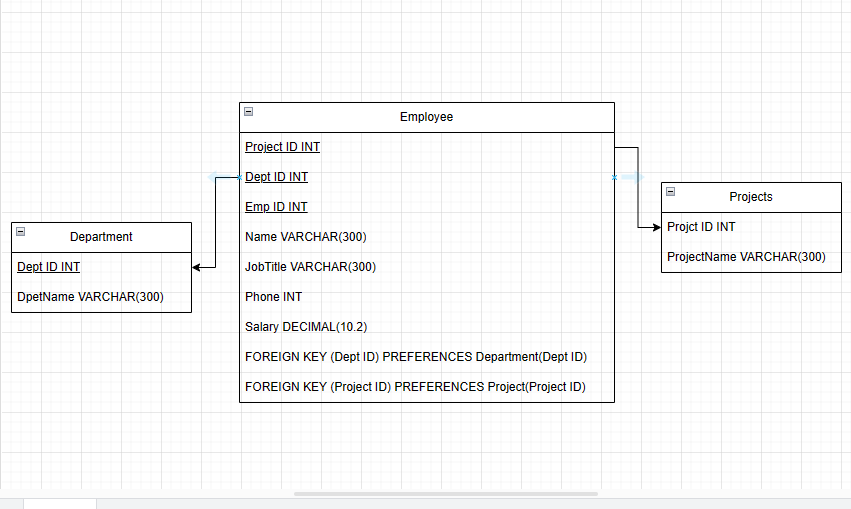 Employee
Project ID INT
Dept ID INT
Emp ID INT
Name VARCHAR(300)
JobTitle VARCHAR(300)
Phone INT
Salary DECIMAL(10.2)
FOREIGN KEY (Dept ID) PREFERENCES Department(Dept ID)
FOREIGN KEY (Project ID) PREFERENCES Project(Project ID)
Department
Dept ID INT
DpetName VARCHAR(300)
Projects
Projct ID INT
ProjectName VARCHAR(300)